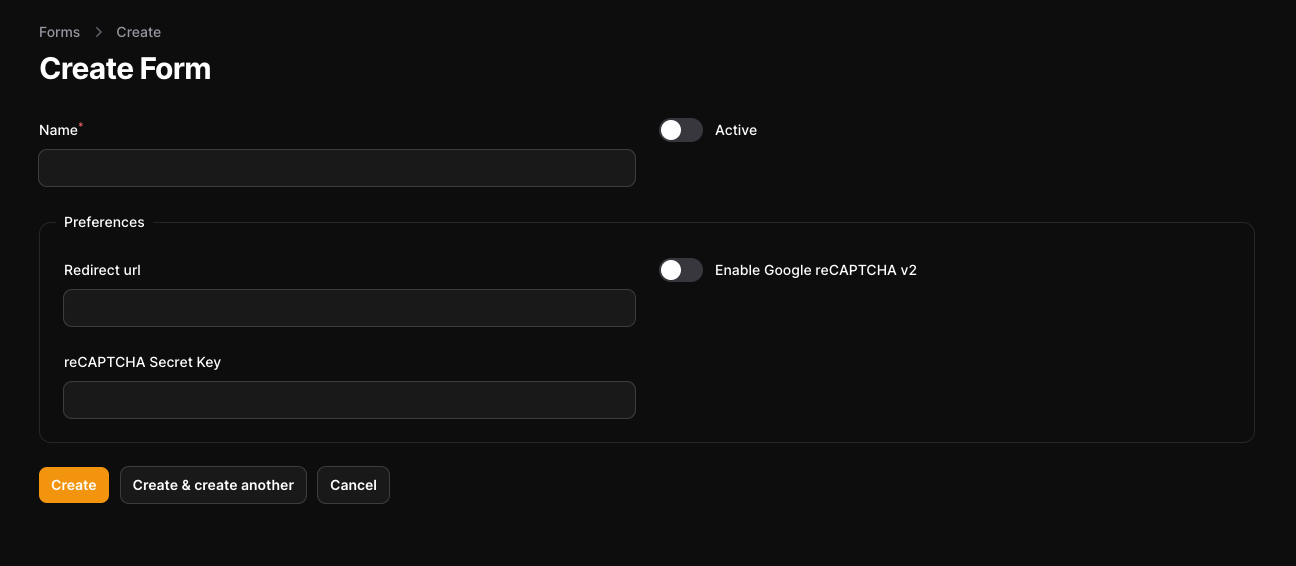 Forms > Create
Create Form
Name*
Active
Preferences
Redirect url
Enable Google reCAPTCHA v2
reCAPTCHA Secret Key
Create
Create & create another
Cancel